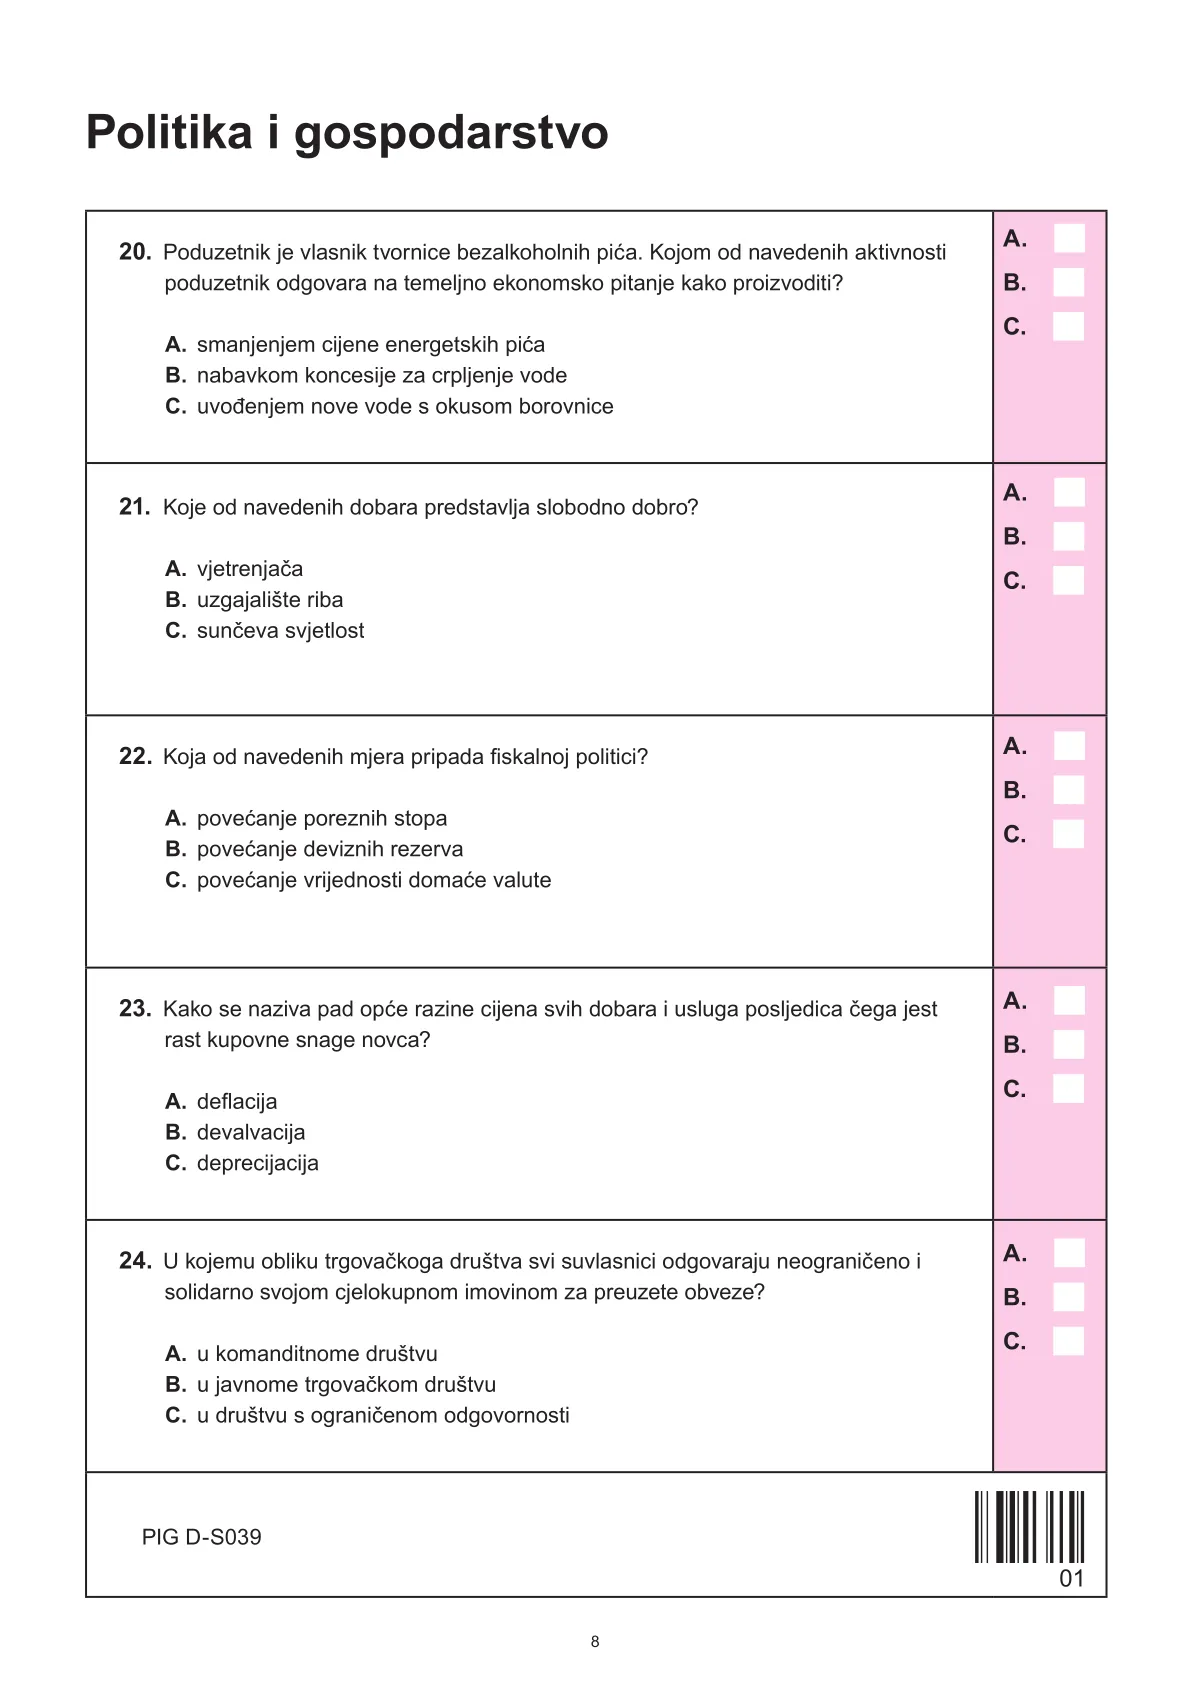 Politika i gospodarstvo
20. Poduzetnik je vlasnik tvornice bezalkoholnih pića. Kojom od navedenih aktivnosti
poduzetnik odgovara na temeljno ekonomsko pitanje kako proizvoditi?
A. smanjenjem cijene energetskih pića
B. nabavkom koncesije za crpljenje vode
C. uvođenjem nove vode s okusom borovnice
A.
B.
C.
21. Koje od navedenih dobara predstavlja slobodno dobro?
A. vjetrenjača
B. uzgajalište riba
C. sunčeva svjetlost
A.
B.
C.
22. Koja od navedenih mjera pripada fiskalnoj politici?
A. povećanje poreznih stopa
B. povećanje deviznih rezerva
C. povećanje vrijednosti domaće valute
A.
B.
C.
23. Kako se naziva pad opće razine cijena svih dobara i usluga posljedica čega jest
rast kupovne snage novca?
A. deflacija
B. devalvacija
C. deprecijacija
A.
B.
C.
24. U kojemu obliku trgovačkoga društva svi suvlasnici odgovaraju neograničeno i
solidarno svojom cjelokupnom imovinom za preuzete obveze?
A. u komanditnome društvu
B. u javnome trgovačkom društvu
C. u društvu s ograničenom odgovornosti
A.
B.
C.
PIG D-S039
01
8